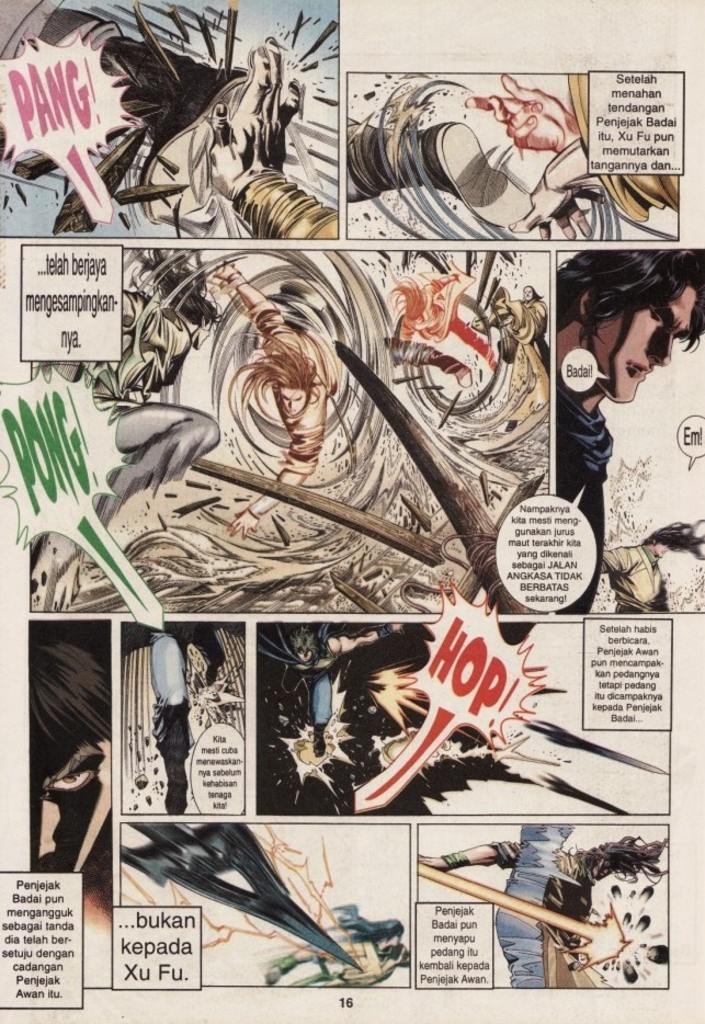 PANG!
Setelah
menahan
tendangan
Penjejak Badai
itu, Xu Fu pun
memutarkan
tangannya dan...
...telah berjaya
mengesampingkan-
nya.
PONG!
Badai!
Em!
Nampaknya
kita mesti meng-
gunakan jurus
maut terakhir kita
yang dikenali
sebagai JALAN
ANGKASA TIDAK
BERBATAS
sekarang!
Kita
mesti cuba
menewaskan-
nya sebelum
kehabisan
tenaga
kita!
HOP!
Setelah habis
berbicara,
Penjejak Awan
pun mencampak-
kan pedangnya
tetapi pedang
itu dicampaknya
kepada Penjejak
Badai...
Penjejak
Badai pun
mengangguk
sebagai tanda
dia telah ber-
setuju dengan
cadangan
Penjejak
Awan itu.
...bukan
kepada
Xu Fu.
Penjejak
Badai pun
menyapu
pedang itu
kembali kepada
Penjejak Awan.
16